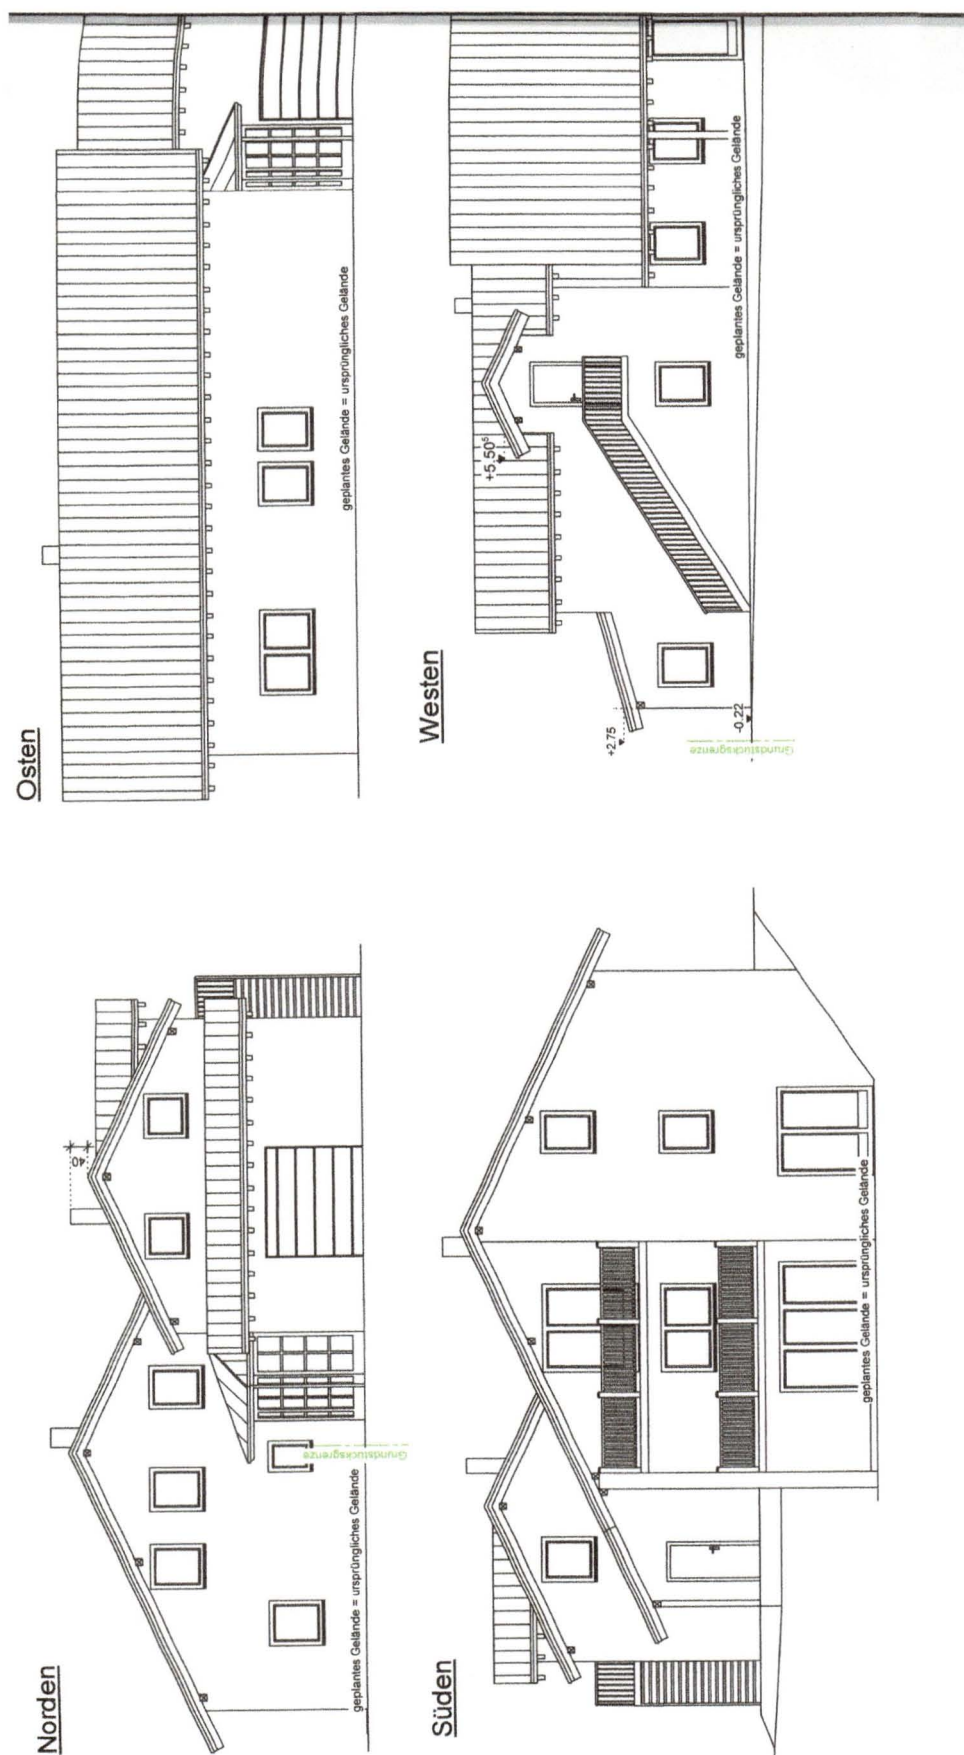 Norden
40
Grundstücksgrenze
geplantes Gelände = ursprüngliches Gelände
Osten
geplantes Gelände = ursprüngliches Gelände
Süden
geplantes Gelände = ursprüngliches Gelände
Westen
+5,50⁵
+2.75
-0.22
Grundstücksgrenze
geplantes Gelände = ursprüngliches Gelände